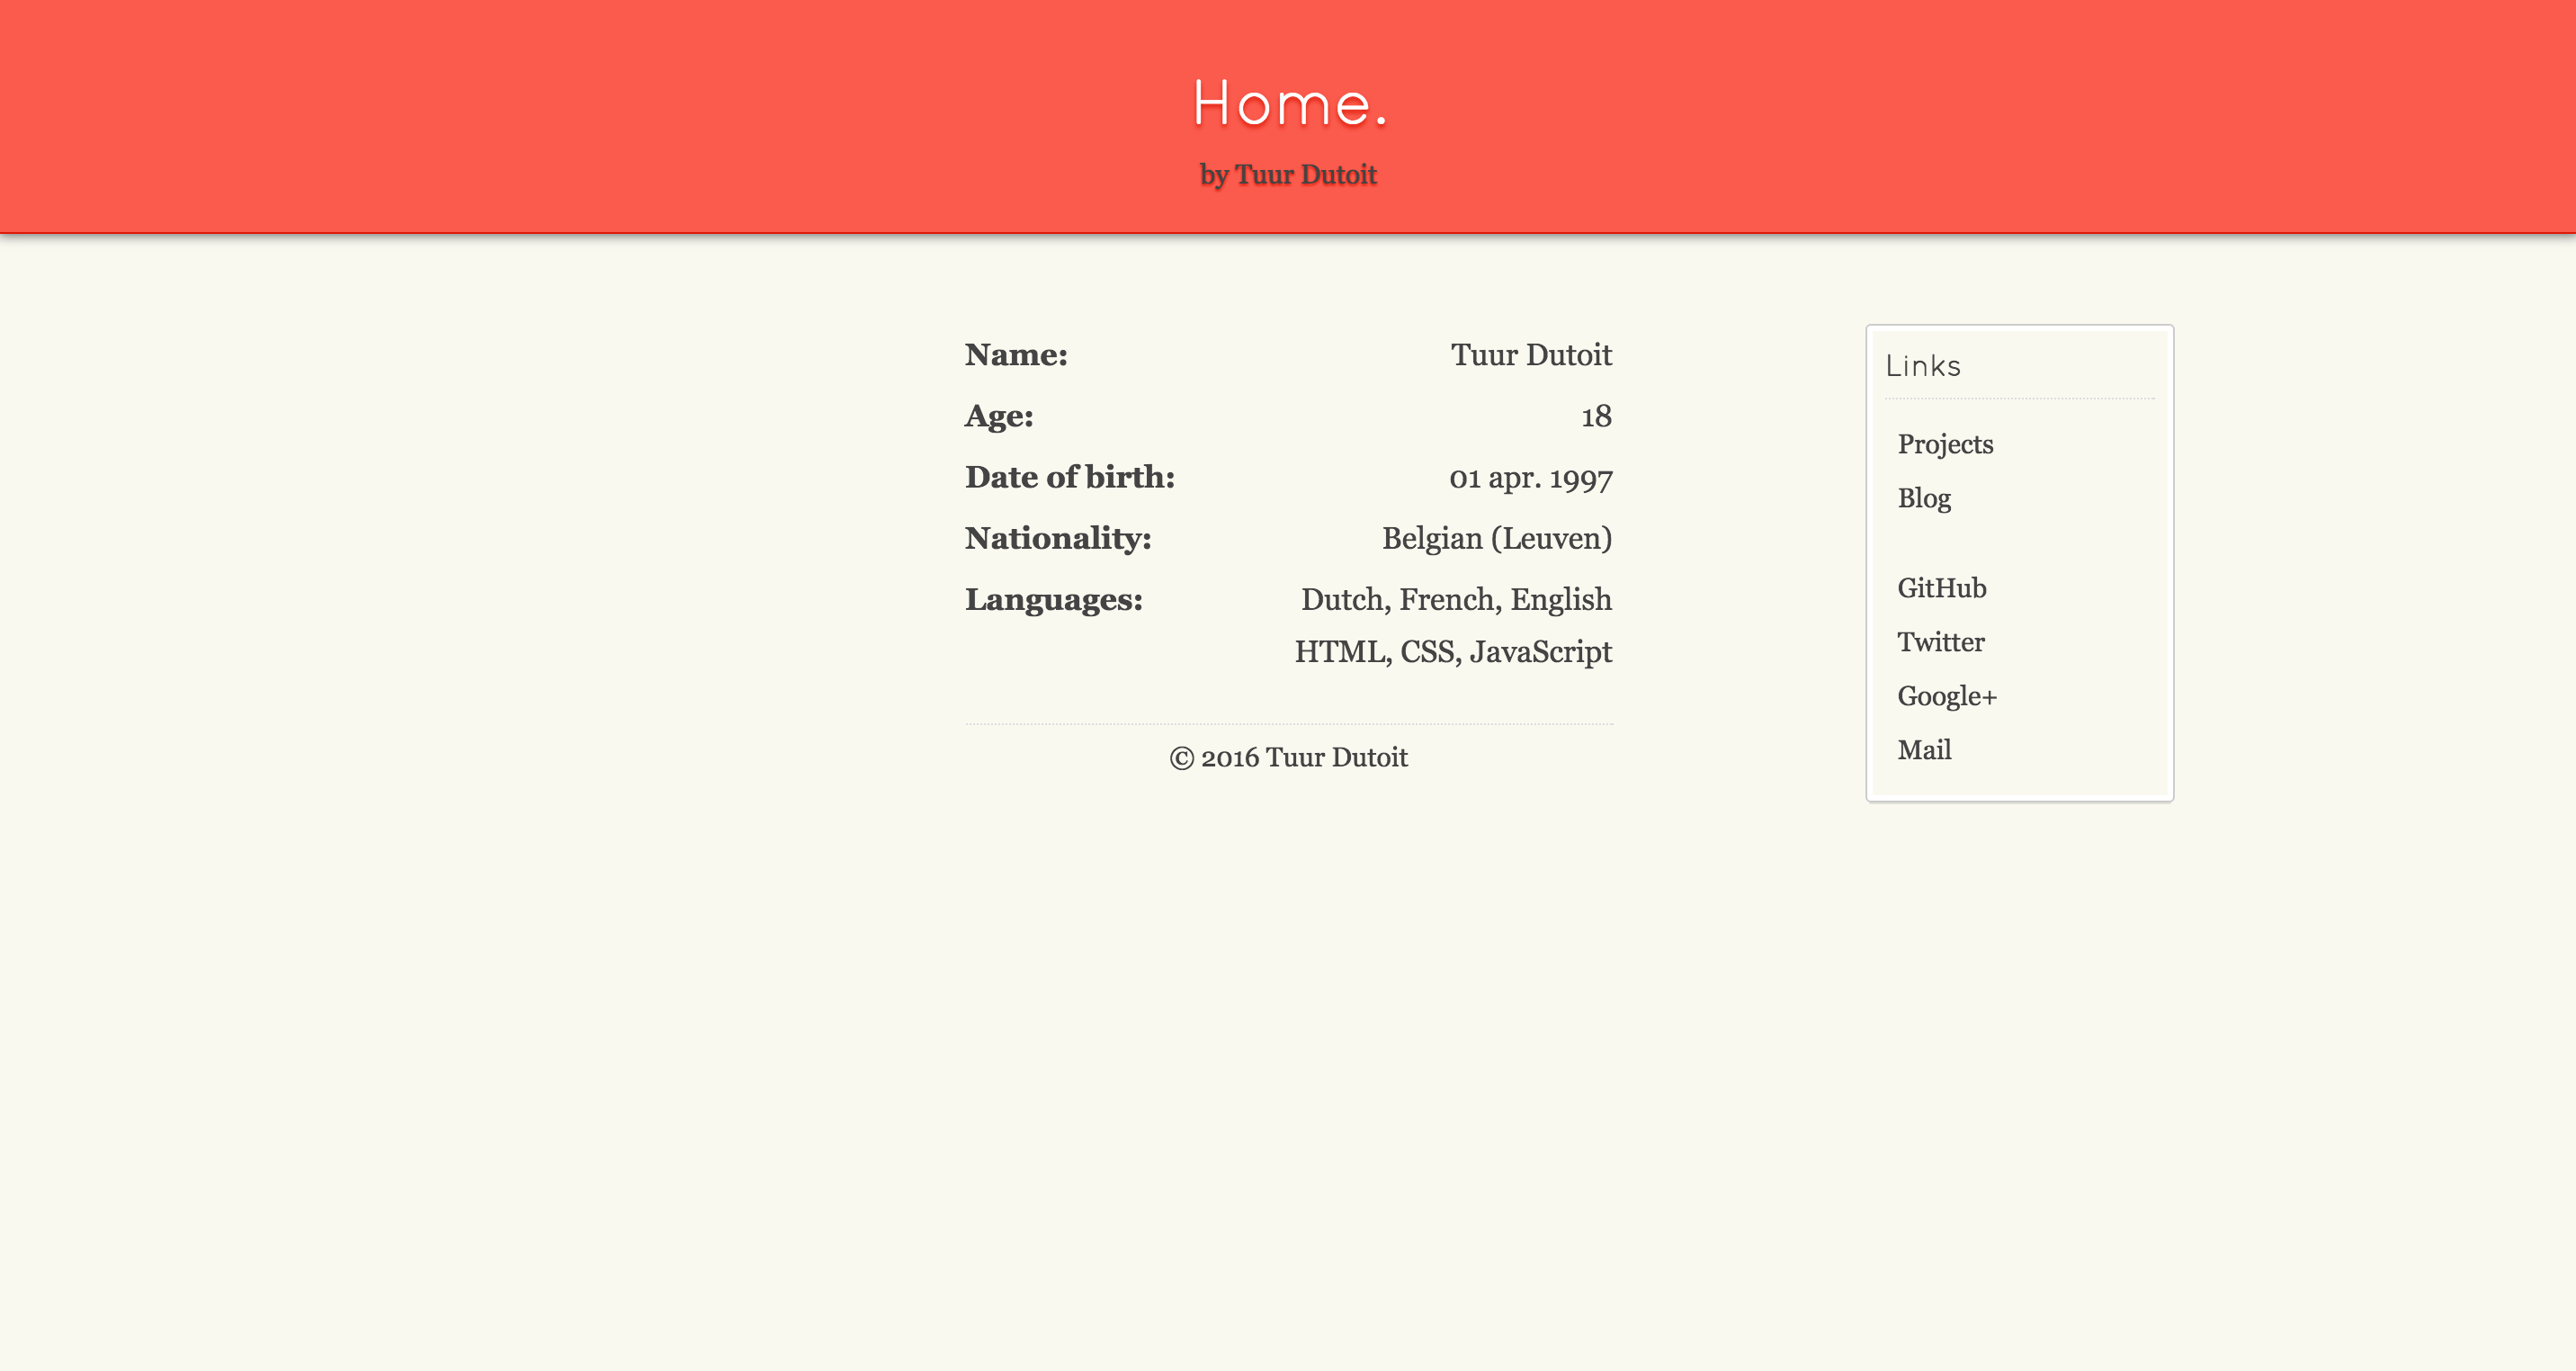 Home.
by Tuur Dutoit
Name: Tuur Dutoit
Age: 18
Date of birth: 01 apr. 1997
Nationality: Belgian (Leuven)
Languages: Dutch, French, English
HTML, CSS, JavaScript
© 2016 Tuur Dutoit
Links
Projects
Blog
GitHub
Twitter
Google+
Mail